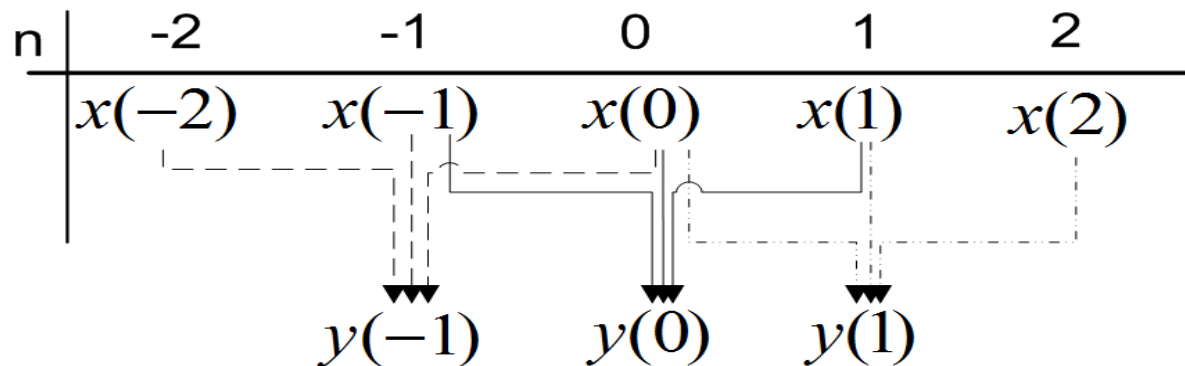 n -2 -1 0 1 2
x(−2) x(−1) x(0) x(1) x(2)
y(−1) y(0) y(1)